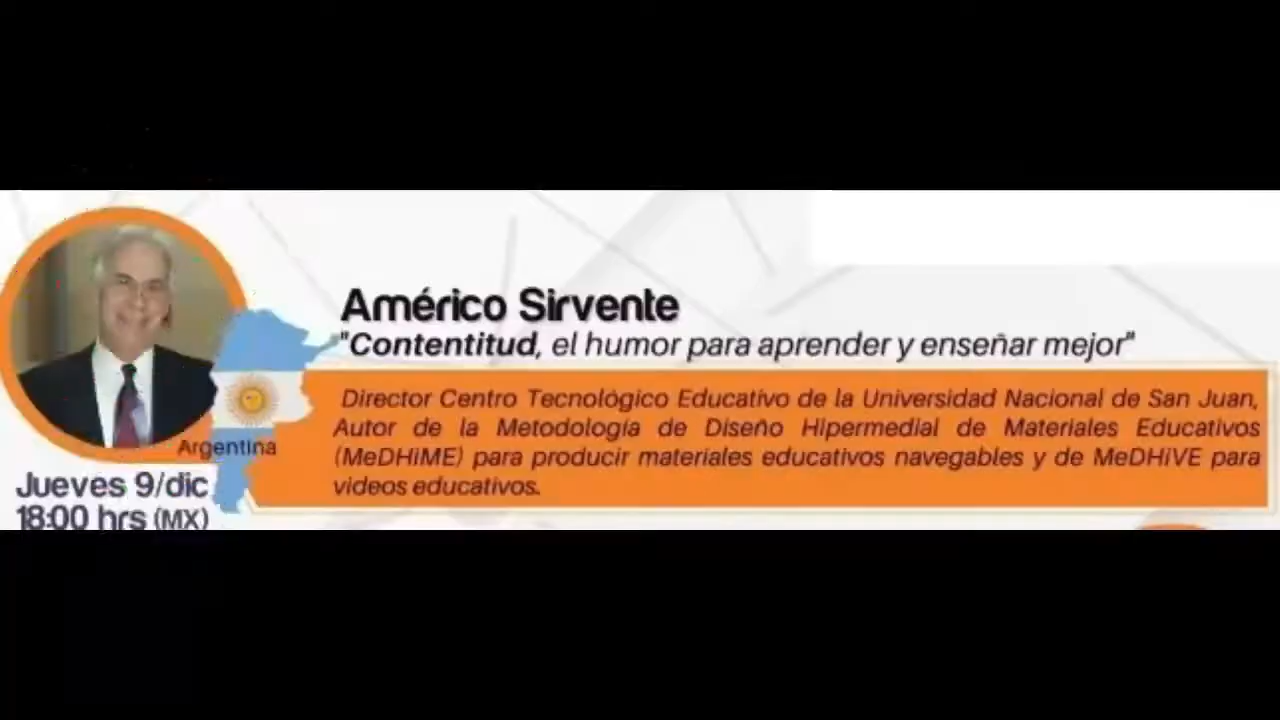 Américo Sirvente
"Contentitud, el humor para aprender y enseñar mejor"
Director Centro Tecnológico Educativo de la Universidad Nacional de San Juan,
Autor de la Metodología de Diseño Hipermedial de Materiales Educativos
(MeDHiME) para producir materiales educativos navegables y de MeDHiVE para
videos educativos.
Argentina
Jueves 9/dic
18:00 hrs (MX)